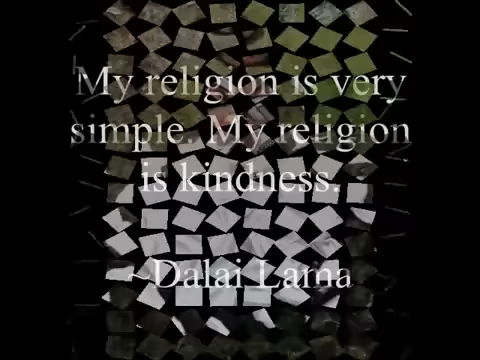 My religion is very
simple. My religion
is kindness.
~Dalai Lama